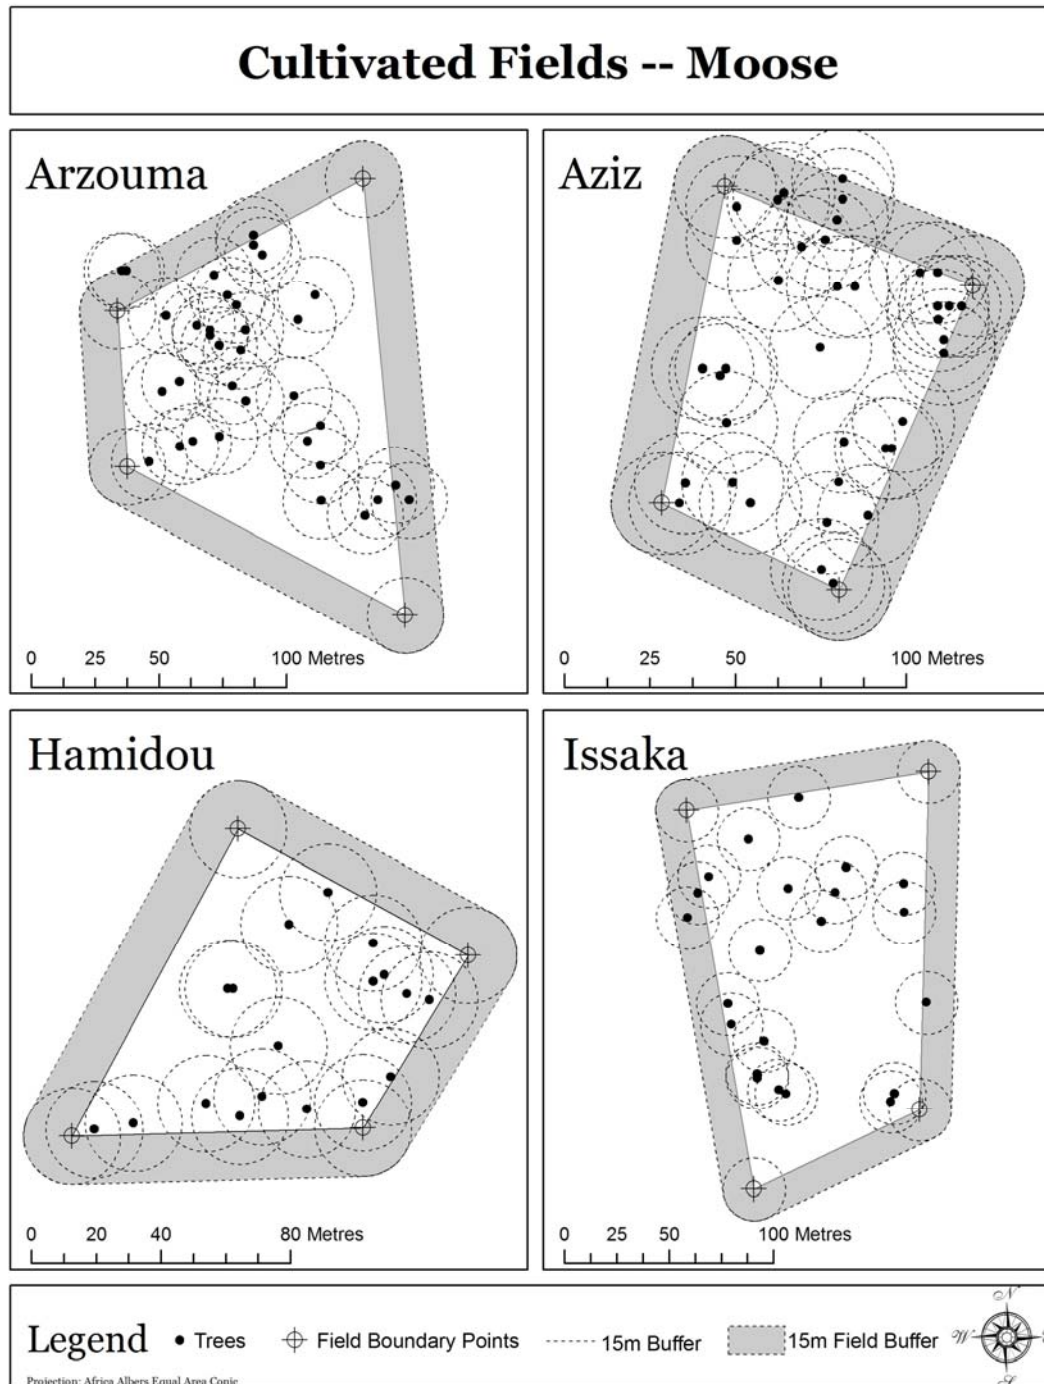 Cultivated Fields -- Moose
Arzouma
0 25 50 100 Metres
Aziz
0 25 50 100 Metres
Hamidou
0 20 40 80 Metres
Issaka
0 25 50 100 Metres
Legend Trees Field Boundary Points 15m Buffer 15m Field Buffer
N
W
S
Projection: Africa Albers Equal Area Conic